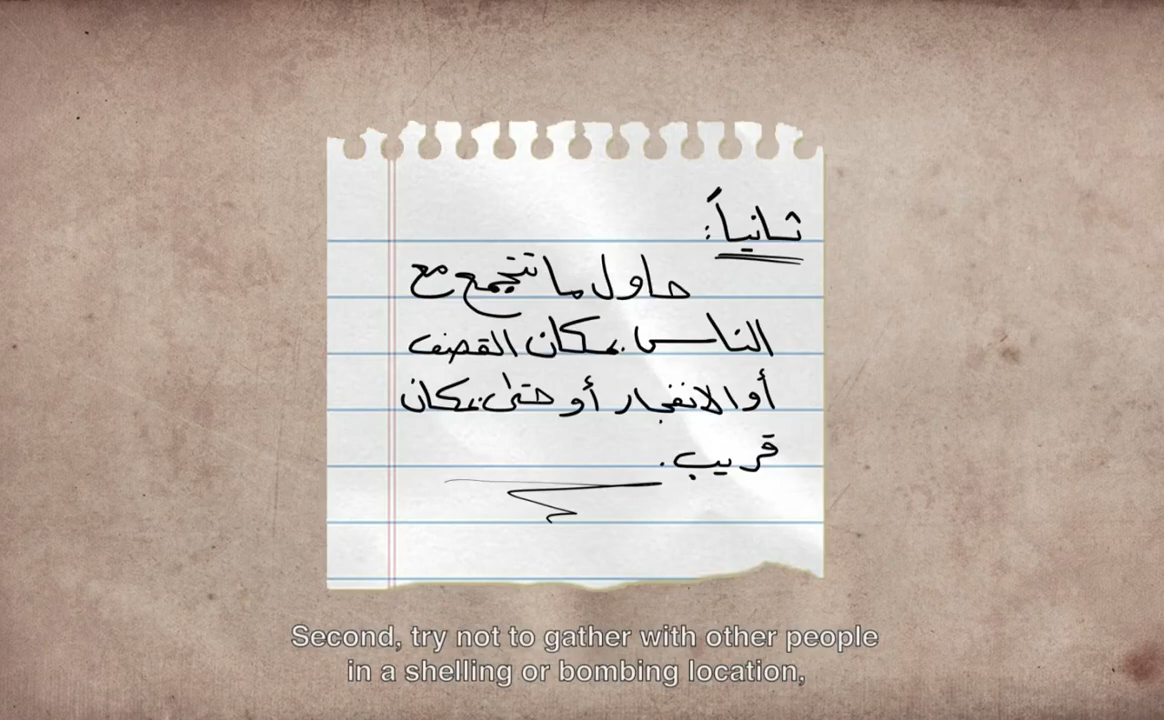 ثانياً:
حاول ما تتجمع مع
الناس بمكان القصف
أو الانفجار أو حتى بمكان
قريب.
Second, try not to gather with other people
in a shelling or bombing location,